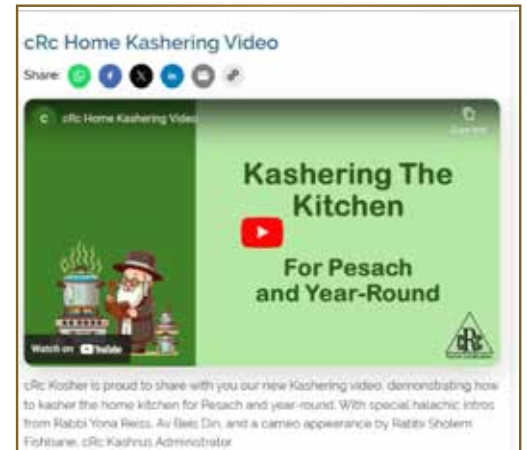 cRc Home Kashering Video
Share:
C cRc Home Kashering Video
Copy link
Kashering The
Kitchen
For Pesach
and Year-Round
Watch on YouTube
cRc
cRc Kosher is proud to share with you our new Kashering video, demonstrating how
to kasher the home kitchen for Pesach and year-round. With special halachic intros
from Rabbi Yona Reiss, Av Beis Din, and a cameo appearance by Rabbi Sholem
Fishbane, cRc Kashrus Administrator.